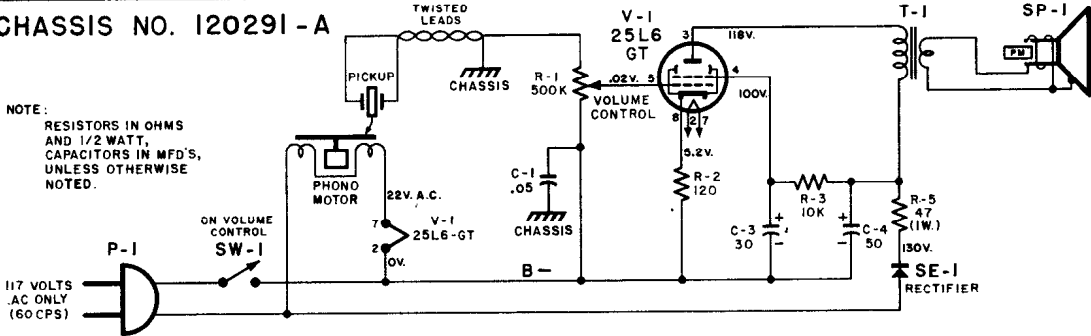 CHASSIS NO. 120291-A
TWISTED
LEADS
PICKUP
CHASSIS
R-1
500K
V-1
25L6
GT
3
118V.
.02V.
5
4
100V.
VOLUME
CONTROL
8
2
7
5.2V.
R-2
120
T-1
SP-1
PM
NOTE:
RESISTORS IN OHMS
AND 1/2 WATT,
CAPACITORS IN MFD'S,
UNLESS OTHERWISE
NOTED.
PHONO
MOTOR
22V. A.C.
7
V-1
25L6-GT
2
0V.
C-1
.05
CHASSIS
R-3
10K
C-3
30
+
−
C-4
50
+
−
R-5
47
(1W.)
130V.
SE-1
RECTIFIER
ON VOLUME
CONTROL
SW-1
P-1
B−
117 VOLTS
AC ONLY
(60 CPS)